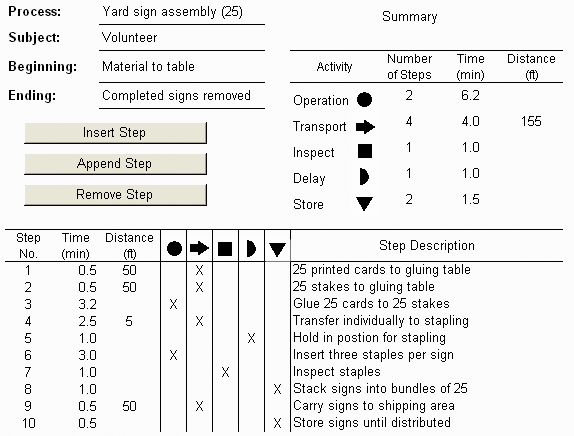 Process: Yard sign assembly (25)
Subject: Volunteer
Beginning: Material to table
Ending: Completed signs removed
Insert Step
Append Step
Remove Step
Summary
Activity Number of Steps Time (min) Distance (ft)
Operation 2 6.2
Transport 4 4.0 155
Inspect 1 1.0
Delay 1 1.0
Store 2 1.5
Step No. Time (min) Distance (ft) Step Description
1 0.5 50 X 25 printed cards to gluing table
2 0.5 50 X 25 stakes to gluing table
3 3.2 X Glue 25 cards to 25 stakes
4 2.5 5 X Transfer individually to stapling
5 1.0 X Hold in postion for stapling
6 3.0 X Insert three staples per sign
7 1.0 X Inspect staples
8 1.0 X Stack signs into bundles of 25
9 0.5 50 X Carry signs to shipping area
10 0.5 X Store signs until distributed